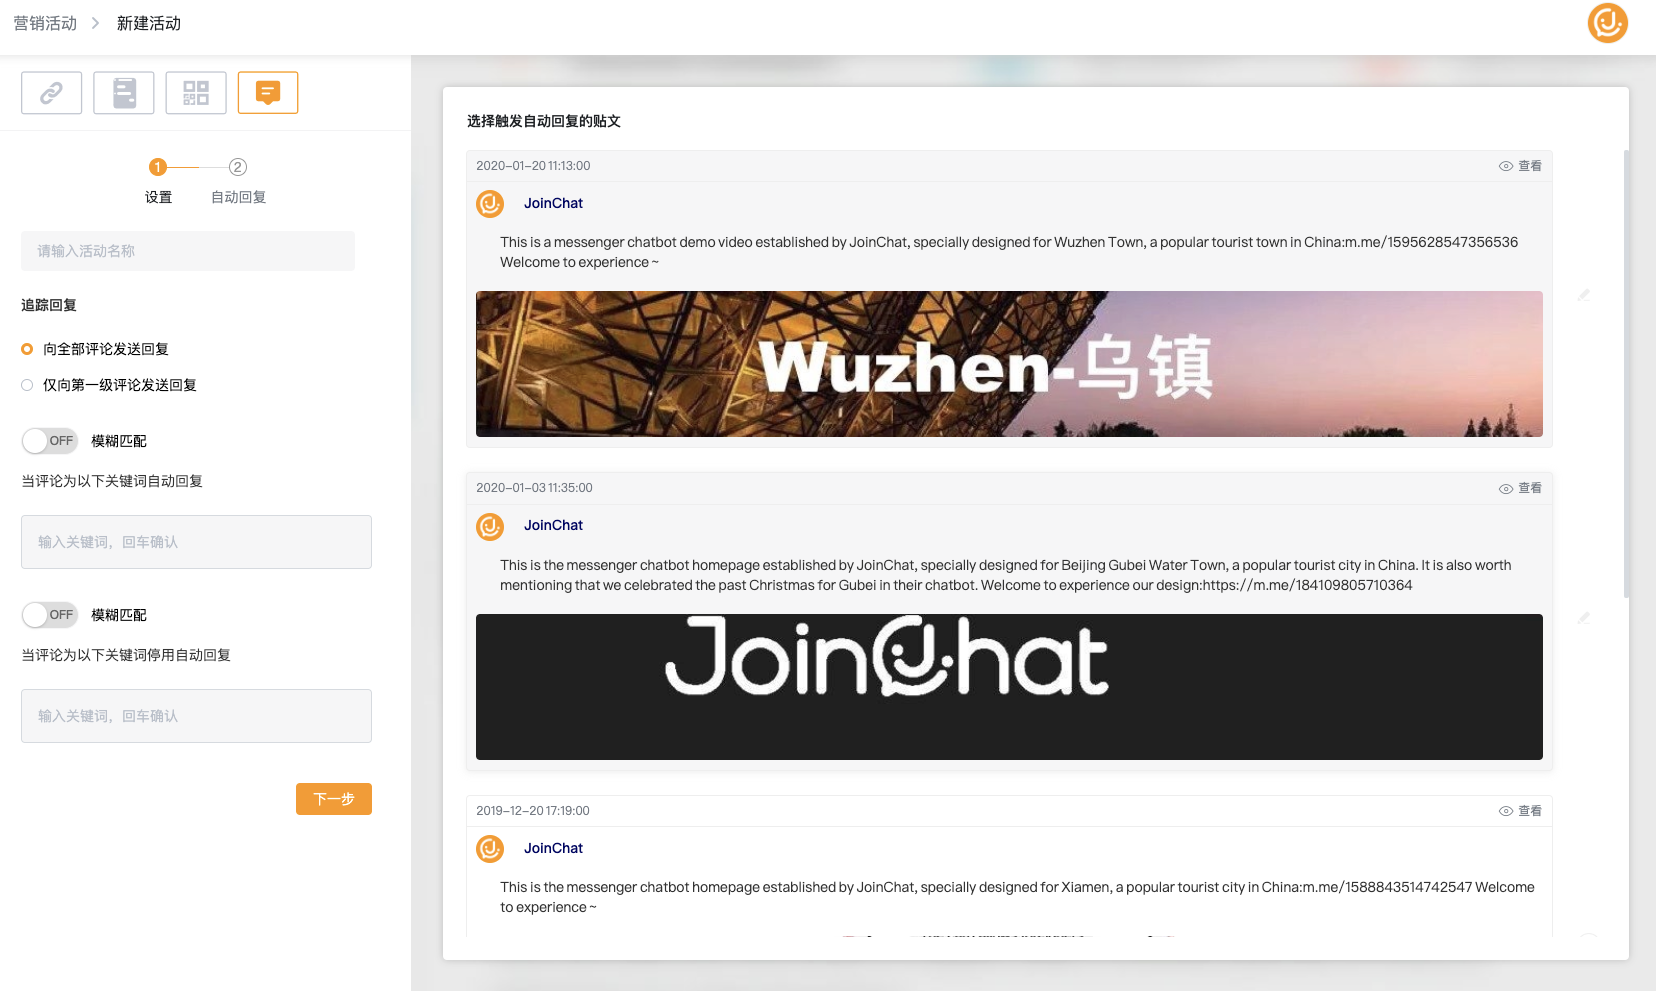 营销活动 > 新建活动
1 2
设置 自动回复
请输入活动名称
追踪回复
向全部评论发送回复
仅向第一级评论发送回复
OFF 模糊匹配
当评论为以下关键词自动回复
输入关键词，回车确认
OFF 模糊匹配
当评论为以下关键词停用自动回复
输入关键词，回车确认
下一步
选择触发自动回复的贴文
2020-01-20 11:13:00 查看
JoinChat
This is a messenger chatbot demo video established by JoinChat, specially designed for Wuzhen Town, a popular tourist town in China:m.me/1595628547356536
Welcome to experience ~
Wuzhen-乌镇
2020-01-03 11:35:00 查看
JoinChat
This is the messenger chatbot homepage established by JoinChat, specially designed for Beijing Gubei Water Town, a popular tourist city in China. It is also worth
mentioning that we celebrated the past Christmas for Gubei in their chatbot. Welcome to experience our design:https://m.me/184109805710364
JoinChat
2019-12-20 17:19:00 查看
JoinChat
This is the messenger chatbot homepage established by JoinChat, specially designed for Xiamen, a popular tourist city in China:m.me/1588843514742547 Welcome
to experience ~